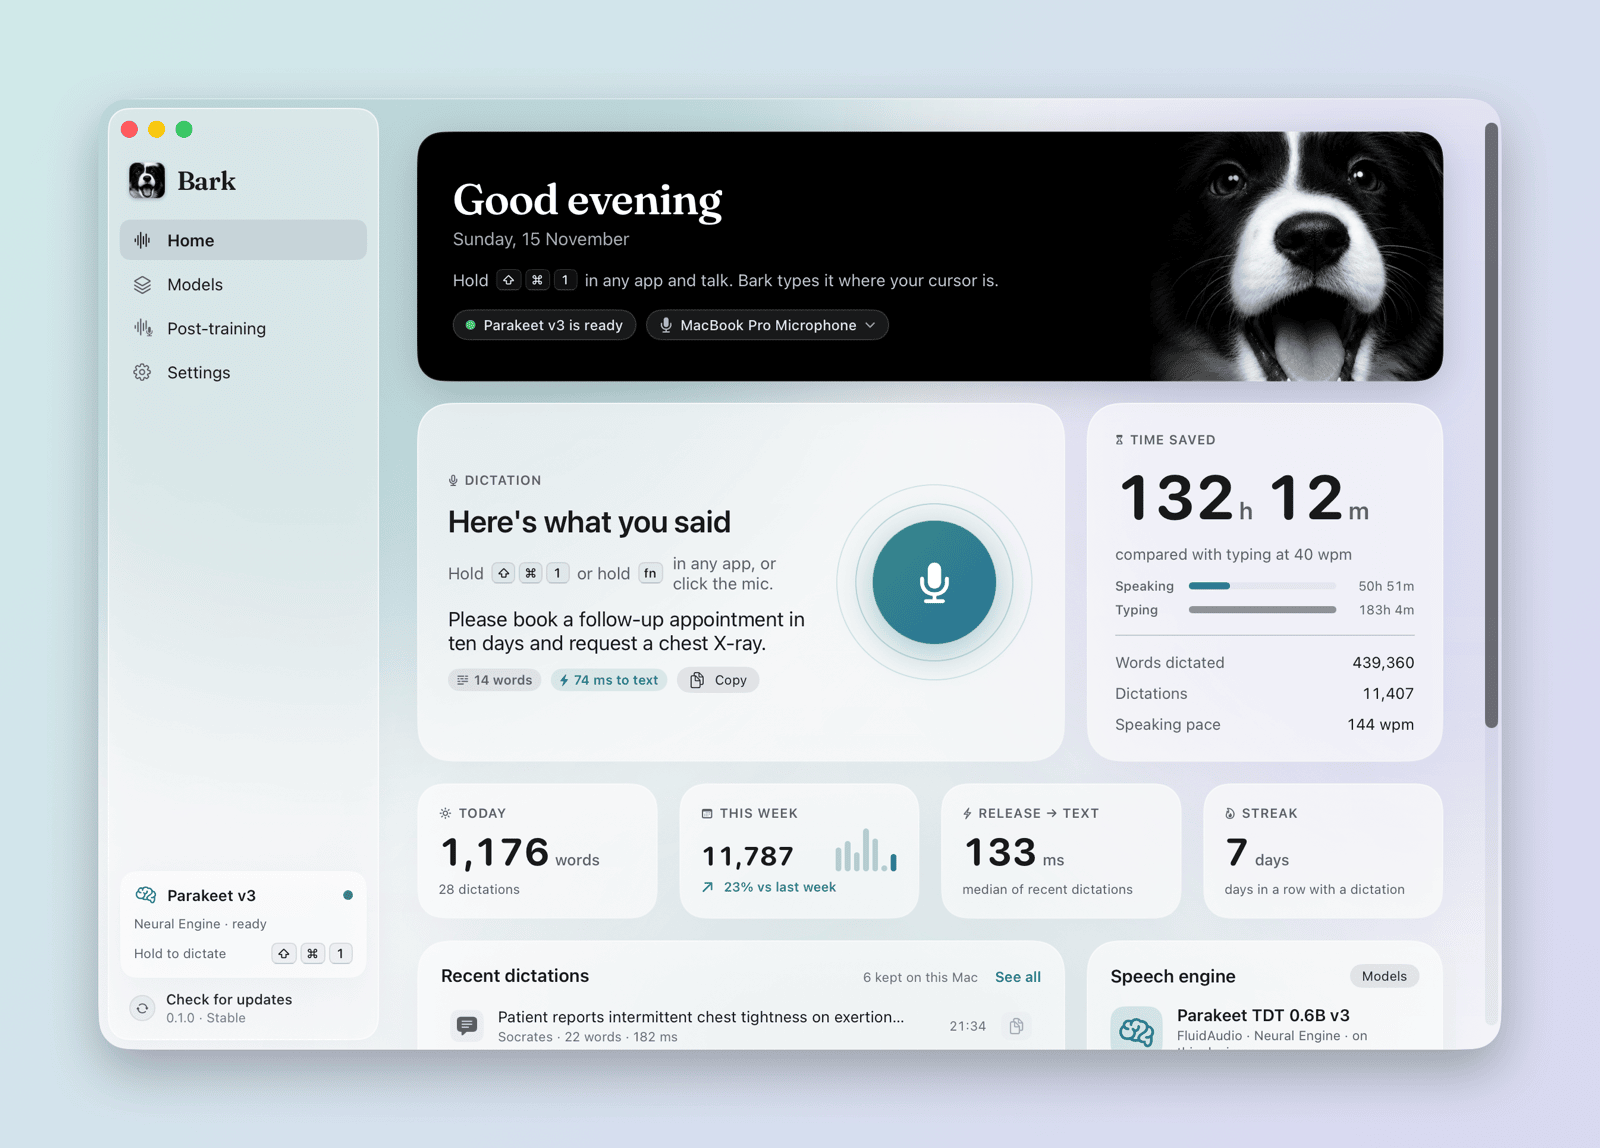 Bark
Home
Models
Post-training
Settings
Parakeet v3
Neural Engine · ready
Hold to dictate ⇧ ⌘ 1
Check for updates
0.1.0 · Stable
Good evening
Sunday, 15 November
Hold ⇧ ⌘ 1 in any app and talk. Bark types it where your cursor is.
Parakeet v3 is ready
MacBook Pro Microphone
DICTATION
Here's what you said
Hold ⇧ ⌘ 1 or hold fn in any app, or
click the mic.
Please book a follow-up appointment in
ten days and request a chest X-ray.
14 words
74 ms to text
Copy
TIME SAVED
132h 12m
compared with typing at 40 wpm
Speaking 50h 51m
Typing 183h 4m
Words dictated 439,360
Dictations 11,407
Speaking pace 144 wpm
TODAY
1,176 words
28 dictations
THIS WEEK
11,787
↗ 23% vs last week
RELEASE → TEXT
133 ms
median of recent dictations
STREAK
7 days
days in a row with a dictation
Recent dictations
6 kept on this Mac See all
Patient reports intermittent chest tightness on exertion...
Socrates · 22 words · 182 ms
21:34
Speech engine
Models
Parakeet TDT 0.6B v3
FluidAudio · Neural Engine · on